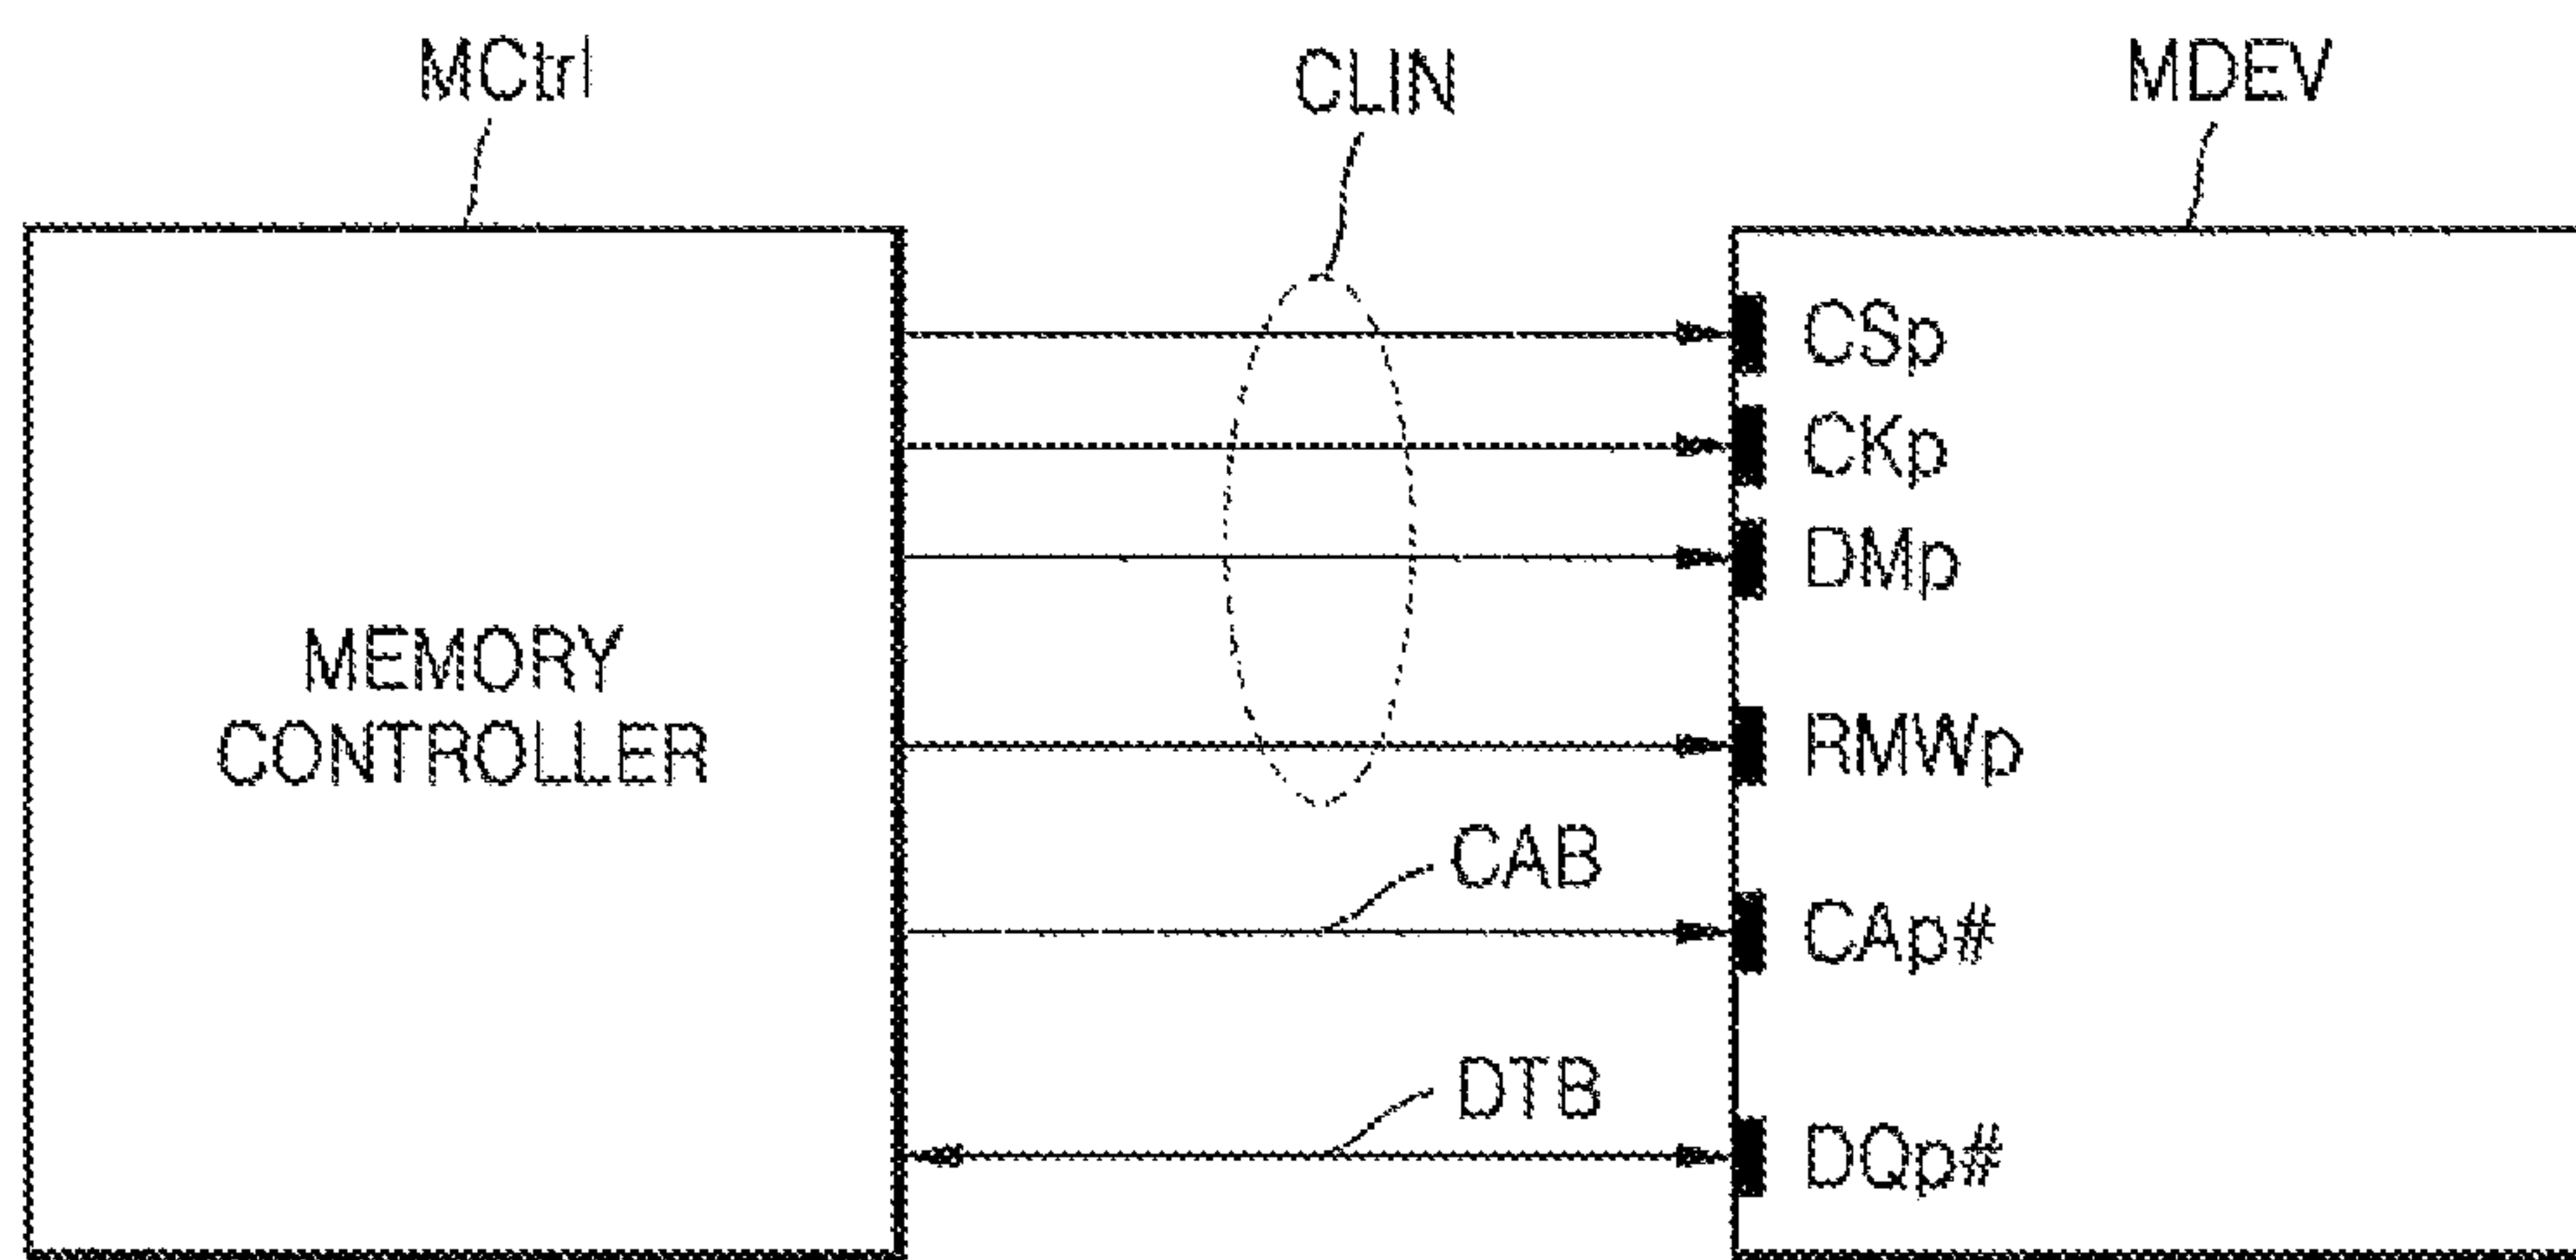 MCtrl
CLIN
MDEV
CSp
CKp
DMp
MEMORY
CONTROLLER
RMWp
CAB
CAp#
DTB
DQp#